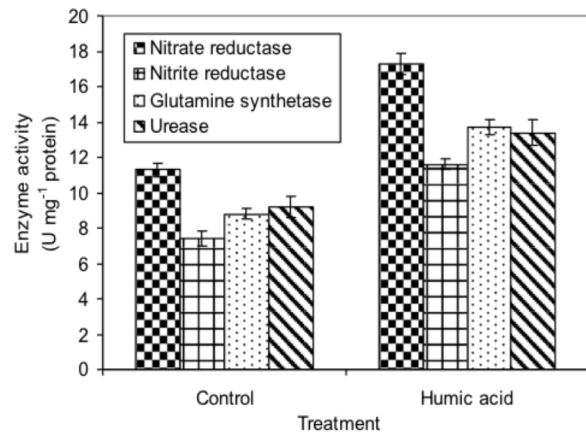 20
18
16
14
12
10
8
6
4
2
0
Enzyme activity
(U mg⁻¹ protein)
Nitrate reductase
Nitrite reductase
Glutamine synthetase
Urease
Control
Humic acid
Treatment